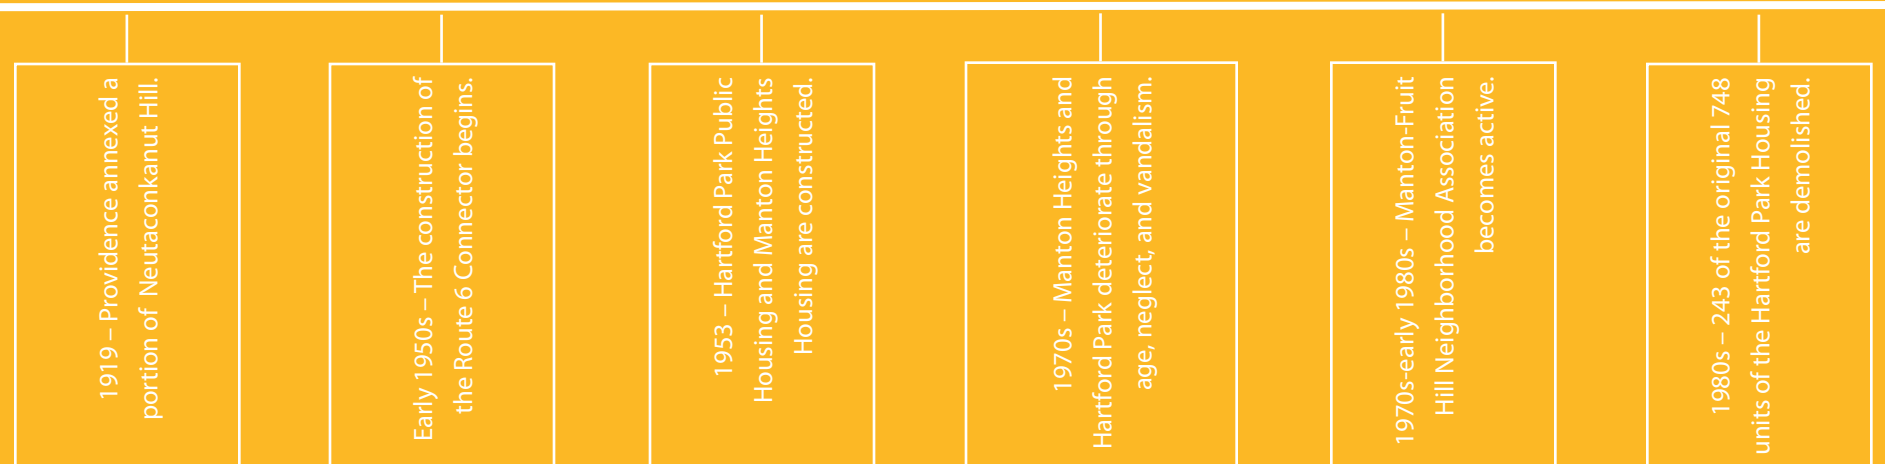 1919 – Providence annexed a
portion of Neutaconkanut Hill.
Early 1950s – The construction of
the Route 6 Connector begins.
1953 – Hartford Park Public
Housing and Manton Heights
Housing are constructed.
1970s – Manton Heights and
Hartford Park deteriorate through
age, neglect, and vandalism.
1970s-early 1980s – Manton-Fruit
Hill Neighborhood Association
becomes active.
1980s – 243 of the original 748
units of the Hartford Park Housing
are demolished.